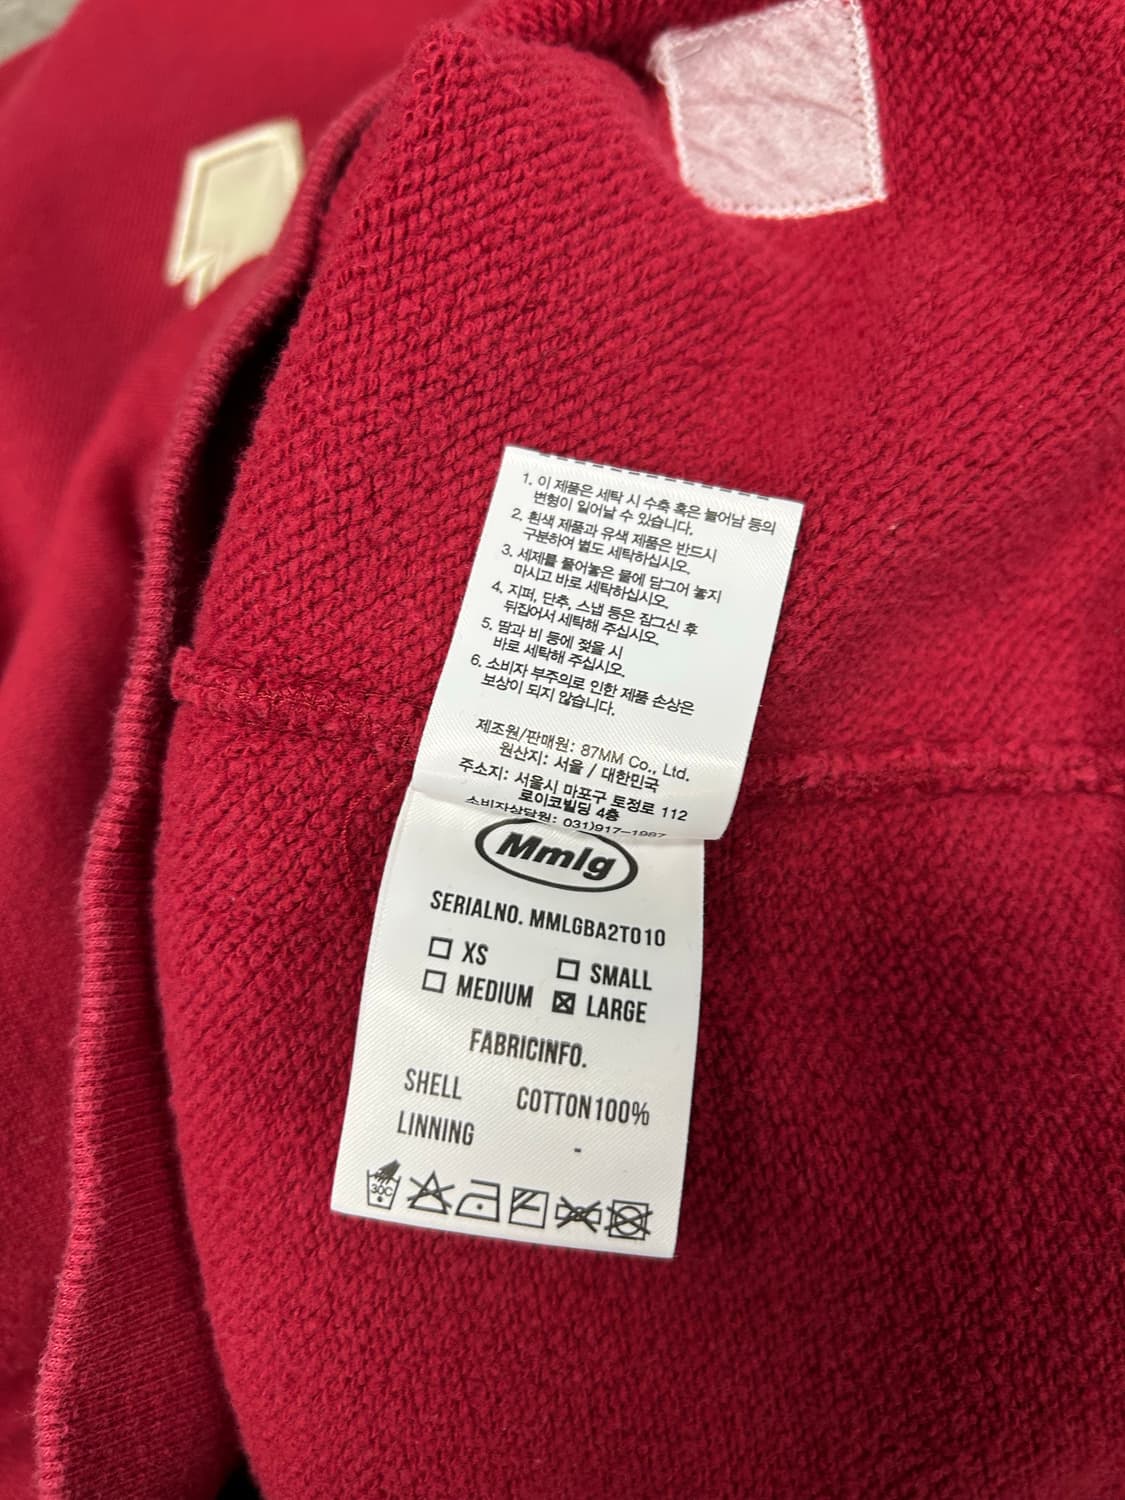 1. 이 제품은 세탁 시 수축 혹은 늘어남 등의
변형이 일어날 수 있습니다.
2. 흰색 제품과 유색 제품은 반드시
구분하여 별도 세탁하십시오.
3. 세제를 풀어놓은 물에 담그어 놓지
마시고 바로 세탁하십시오.
4. 지퍼, 단추, 스냅 등은 잠그신 후
뒤집어서 세탁해 주십시오.
5. 땀과 비 등에 젖을 시
바로 세탁해 주십시오.
6. 소비자 부주의로 인한 제품 손상은
보상이 되지 않습니다.
제조원/판매원: 87MM Co., Ltd.
원산지: 서울 / 대한민국
주소지: 서울시 마포구 토정로 112
로이코빌딩 4층
소비자상담원: 031)917-1987
Mmlg
SERIALNO. MMLGBA2T010
XS
SMALL
MEDIUM
LARGE
FABRICINFO.
SHELL COTTON100%
LINNING -
30C